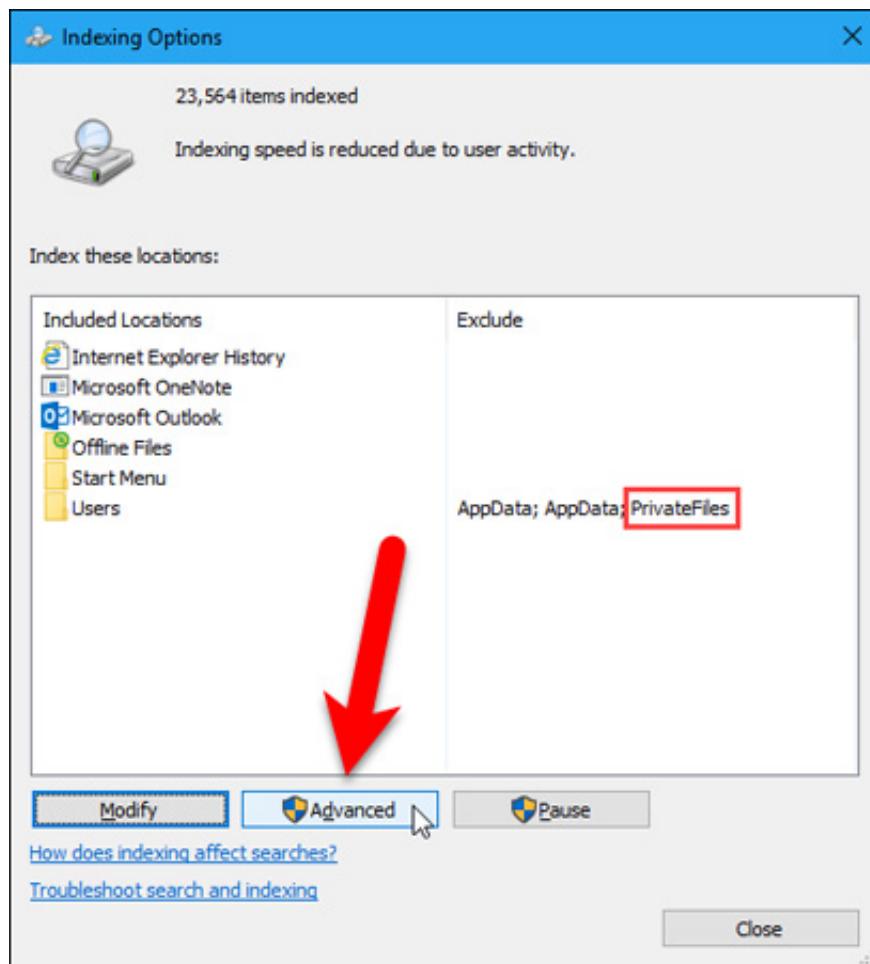 Indexing Options
23,564 items indexed
Indexing speed is reduced due to user activity.
Index these locations:
Included Locations Exclude
Internet Explorer History
Microsoft OneNote
Microsoft Outlook
Offline Files
Start Menu
Users AppData; AppData; PrivateFiles
Modify Advanced Pause
How does indexing affect searches?
Troubleshoot search and indexing
Close